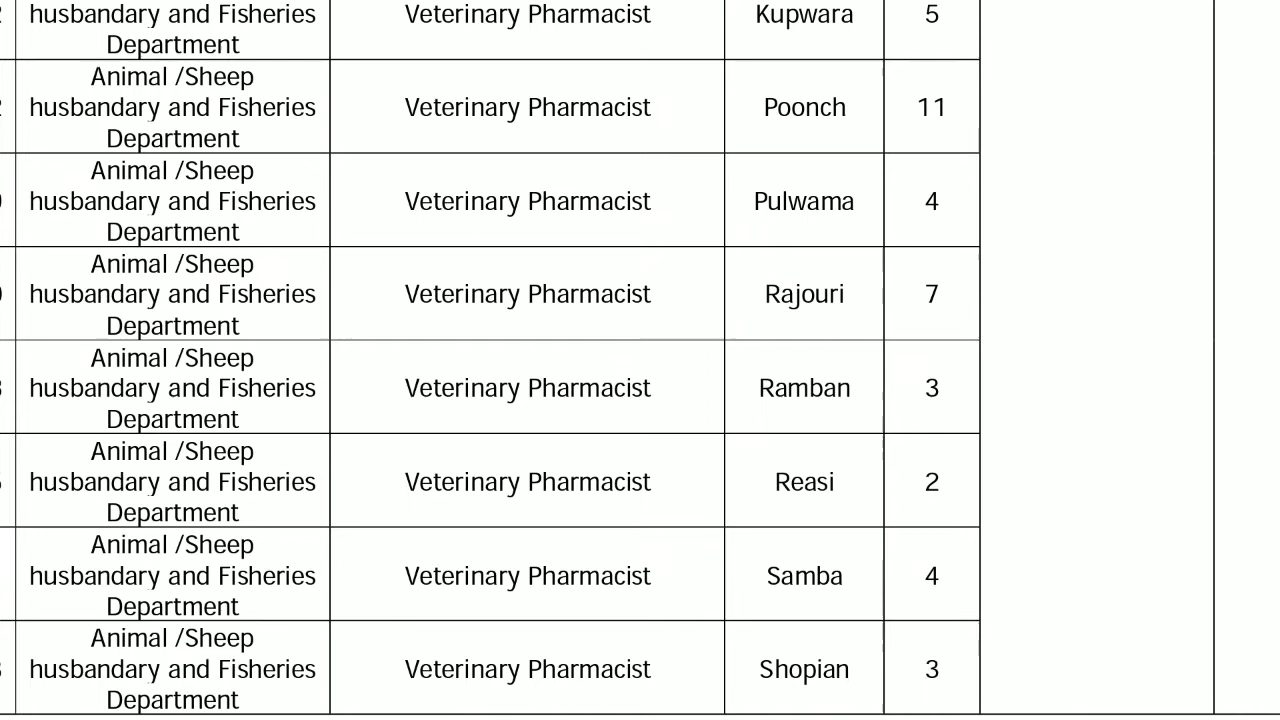 husbandary and Fisheries Veterinary Pharmacist Kupwara 5
Department
Animal /Sheep
husbandary and Fisheries Veterinary Pharmacist Poonch 11
Department
Animal /Sheep
husbandary and Fisheries Veterinary Pharmacist Pulwama 4
Department
Animal /Sheep
husbandary and Fisheries Veterinary Pharmacist Rajouri 7
Department
Animal /Sheep
husbandary and Fisheries Veterinary Pharmacist Ramban 3
Department
Animal /Sheep
husbandary and Fisheries Veterinary Pharmacist Reasi 2
Department
Animal /Sheep
husbandary and Fisheries Veterinary Pharmacist Samba 4
Department
Animal /Sheep
husbandary and Fisheries Veterinary Pharmacist Shopian 3
Department